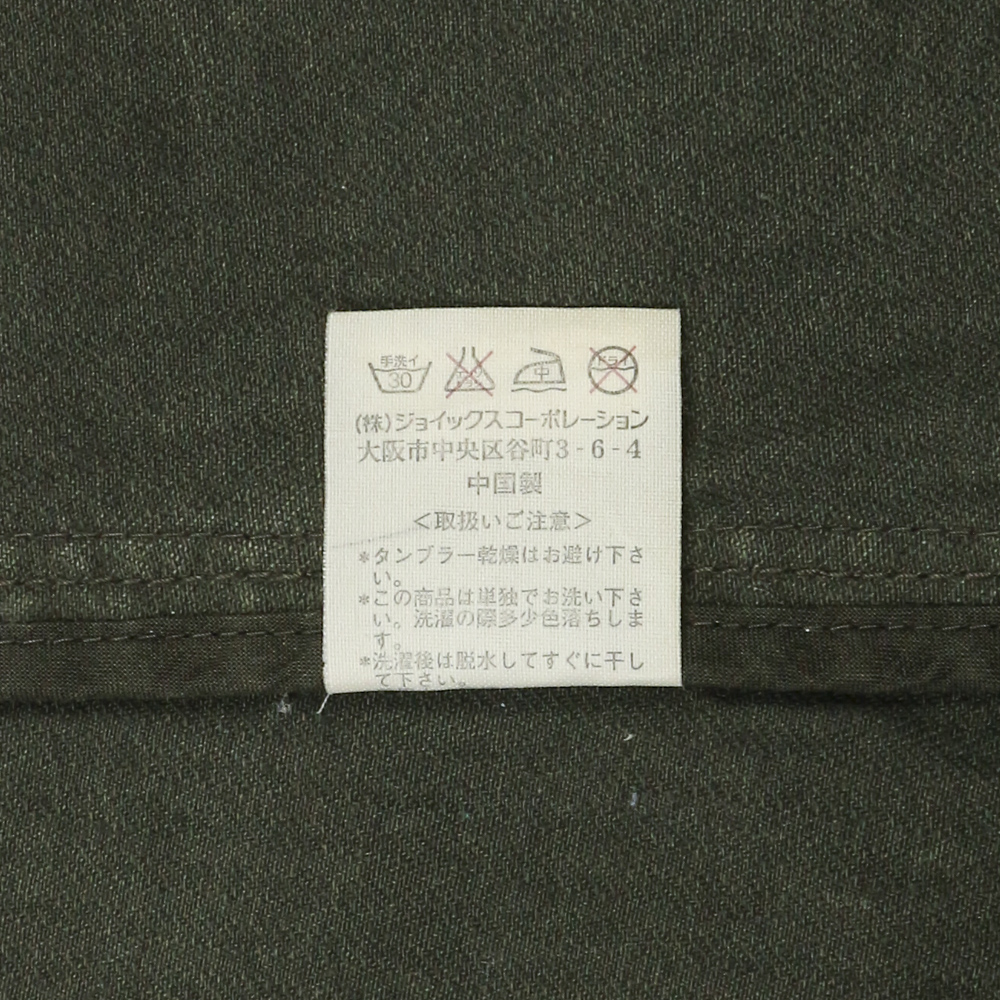 手洗イ
30
中
ドライ
(株)ジョイックスコーポレーション
大阪市中央区谷町3-6-4
中国製
<取扱いご注意>
*タンブラー乾燥はお避け下さ
い。
*この商品は単独でお洗い下さ
い。洗濯の際多少色落ちしま
す。
*洗濯後は脱水してすぐに干し
て下さい。